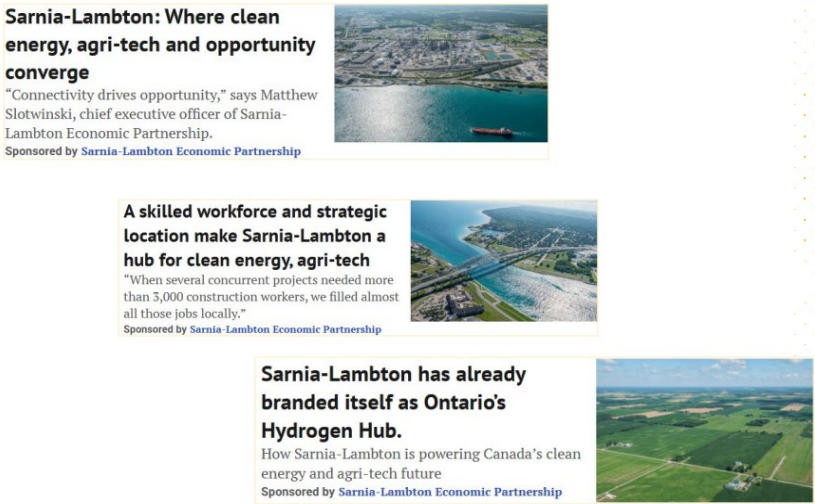 Sarnia-Lambton: Where clean
energy, agri-tech and opportunity
converge
“Connectivity drives opportunity,” says Matthew
Slotwinski, chief executive officer of Sarnia-
Lambton Economic Partnership.
Sponsored by Sarnia-Lambton Economic Partnership
A skilled workforce and strategic
location make Sarnia-Lambton a
hub for clean energy, agri-tech
“When several concurrent projects needed more
than 3,000 construction workers, we filled almost
all those jobs locally.”
Sponsored by Sarnia-Lambton Economic Partnership
Sarnia-Lambton has already
branded itself as Ontario’s
Hydrogen Hub.
How Sarnia-Lambton is powering Canada’s clean
energy and agri-tech future
Sponsored by Sarnia-Lambton Economic Partnership